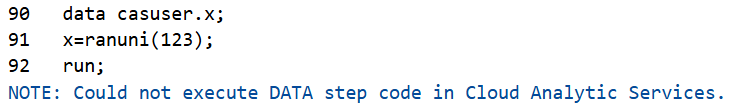 90   data casuser.x;
91   x=ranuni(123);
92   run;
NOTE: Could not execute DATA step code in Cloud Analytic Services.